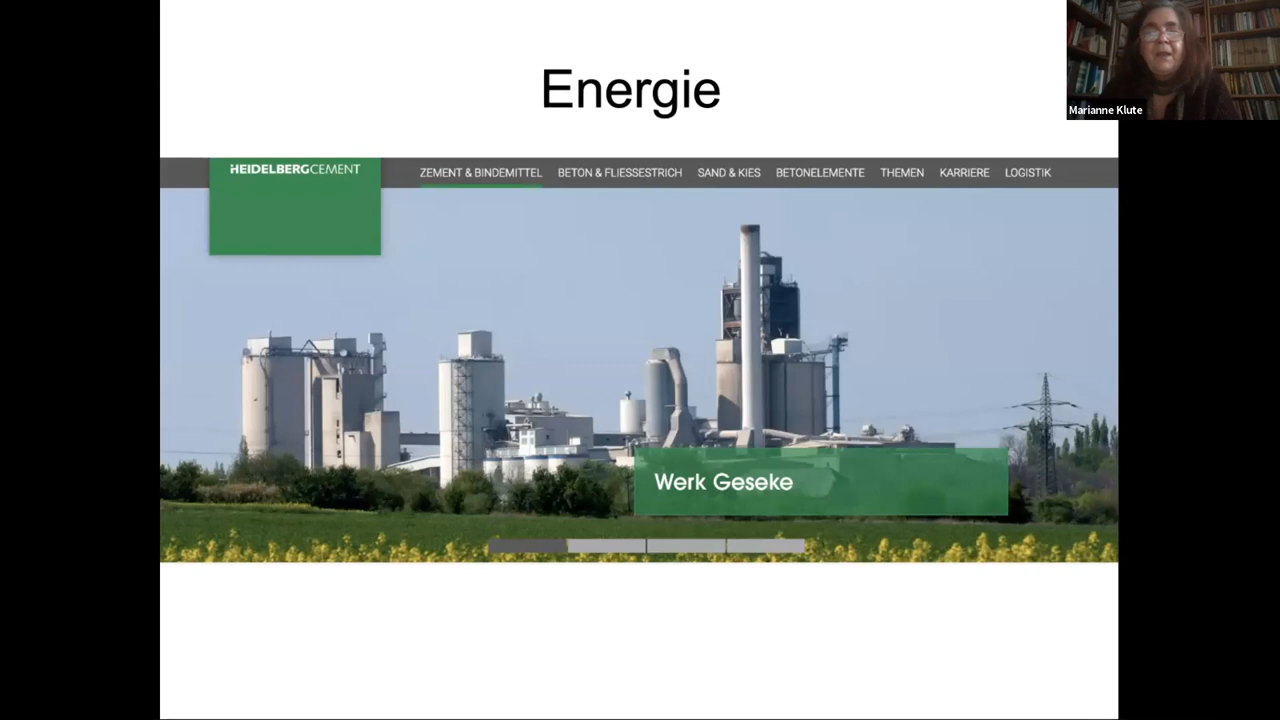 Energie
Marianne Klute
HEIDELBERGCEMENT
ZEMENT & BINDEMITTEL BETON & FLIESSESTRICH SAND & KIES BETONELEMENTE THEMEN KARRIERE LOGISTIK
Werk Geseke